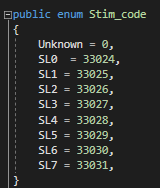 public enum Stim_code
{
Unknown = 0,
SL0 = 33024,
SL1 = 33025,
SL2 = 33026,
SL3 = 33027,
SL4 = 33028,
SL5 = 33029,
SL6 = 33030,
SL7 = 33031,
}